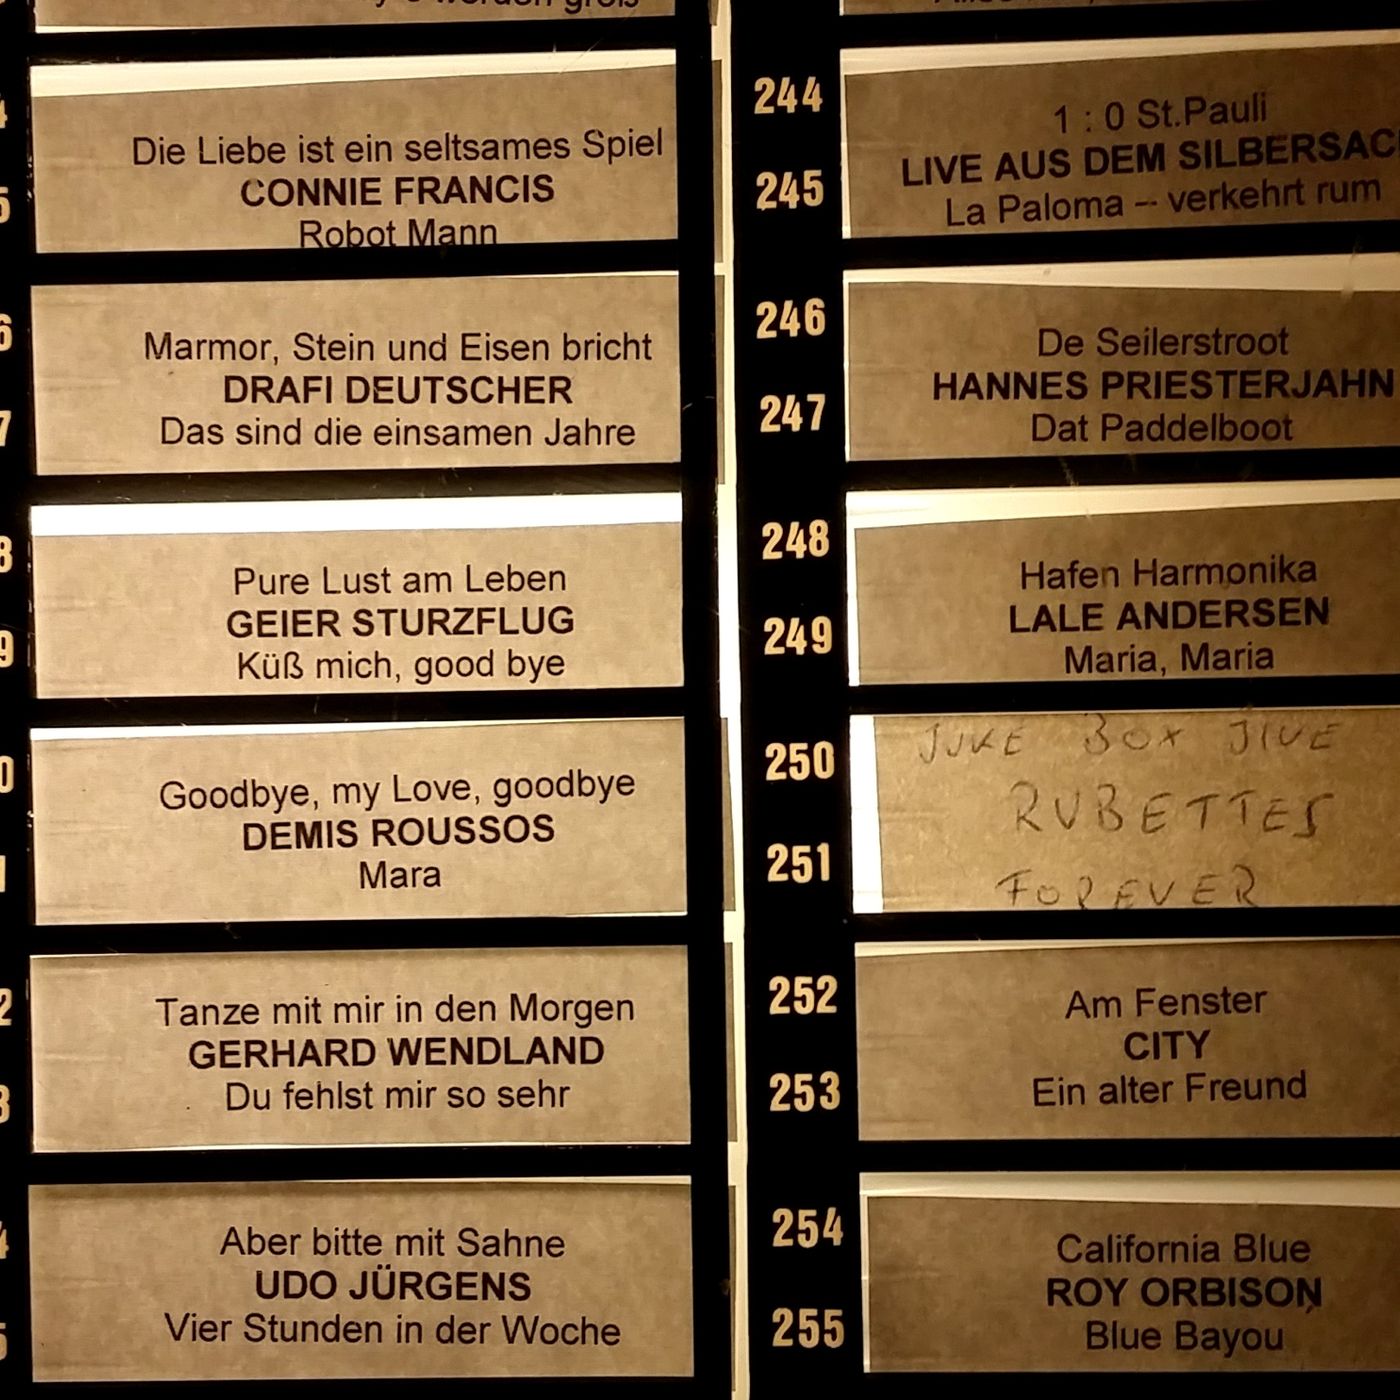 groß
Die Liebe ist ein seltsames Spiel
CONNIE FRANCIS
Robot Mann
Marmor, Stein und Eisen bricht
DRAFI DEUTSCHER
Das sind die einsamen Jahre
Pure Lust am Leben
GEIER STURZFLUG
Küß mich, good bye
Goodbye, my Love, goodbye
DEMIS ROUSSOS
Mara
Tanze mit mir in den Morgen
GERHARD WENDLAND
Du fehlst mir so sehr
Aber bitte mit Sahne
UDO JÜRGENS
Vier Stunden in der Woche
244
1 : 0 St.Pauli
LIVE AUS DEM
245
La Paloma -- verkehrt rum
246
De Seilerstroot
HANNES PRIESTERJAHN
247
Dat Paddelboot
248
Hafen Harmonika
LALE ANDERSEN
249
Maria, Maria
250
JUKE BOX JIVE
RUBETTES
251
FOREVER
252
Am Fenster
CITY
253
Ein alter Freund
254
California Blue
ROY ORBISON
255
Blue Bayou